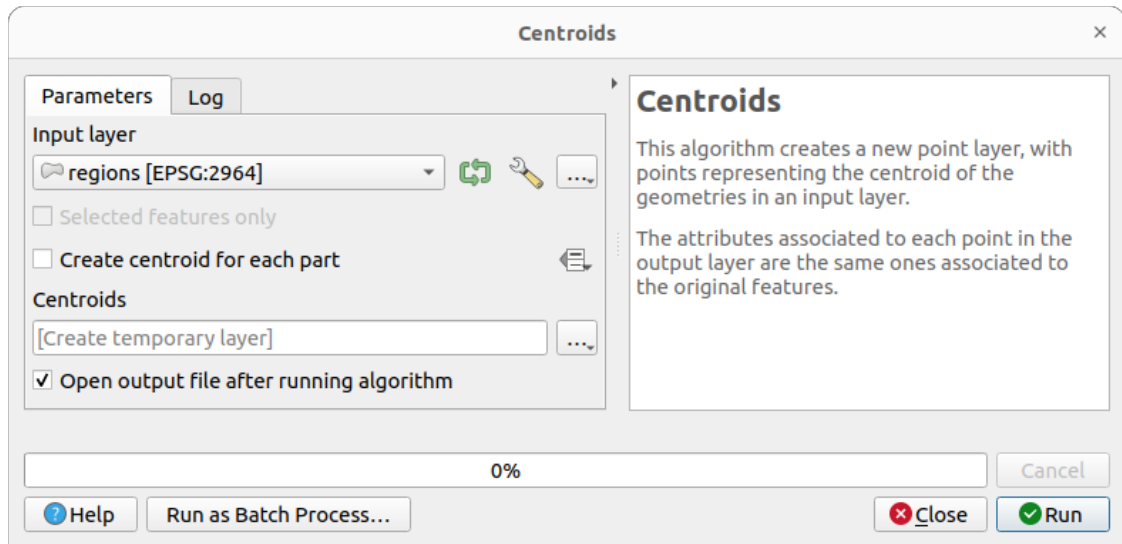 Centroids
Parameters
Log
Input layer
regions [EPSG:2964]
...
Selected features only
Create centroid for each part
Centroids
[Create temporary layer]
...
Open output file after running algorithm
Centroids
This algorithm creates a new point layer, with
points representing the centroid of the
geometries in an input layer.
The attributes associated to each point in the
output layer are the same ones associated to
the original features.
0%
Cancel
Help
Run as Batch Process...
Close
Run